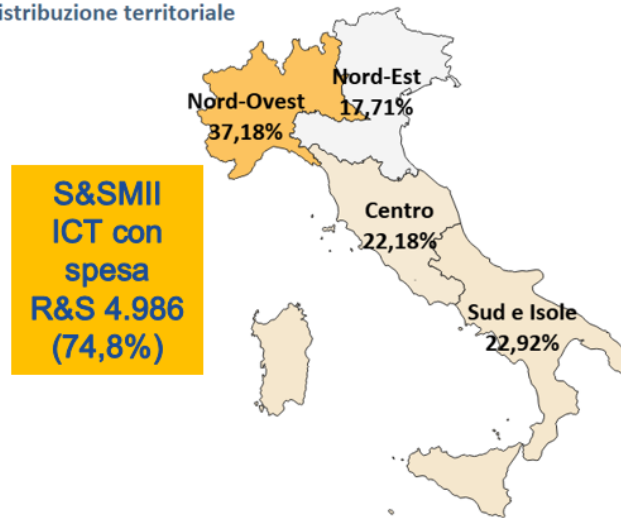 istribuzione territoriale
Nord-Est
17,71%
Nord-Ovest
37,18%
S&SMII
ICT con
spesa
R&S 4.986
(74,8%)
Centro
22,18%
Sud e Isole
22,92%